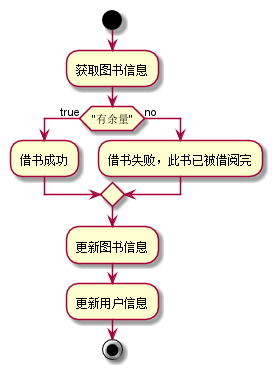 获取图书信息
true
"有余量"
no
借书成功
借书失败，此书已被借阅完
更新图书信息
更新用户信息